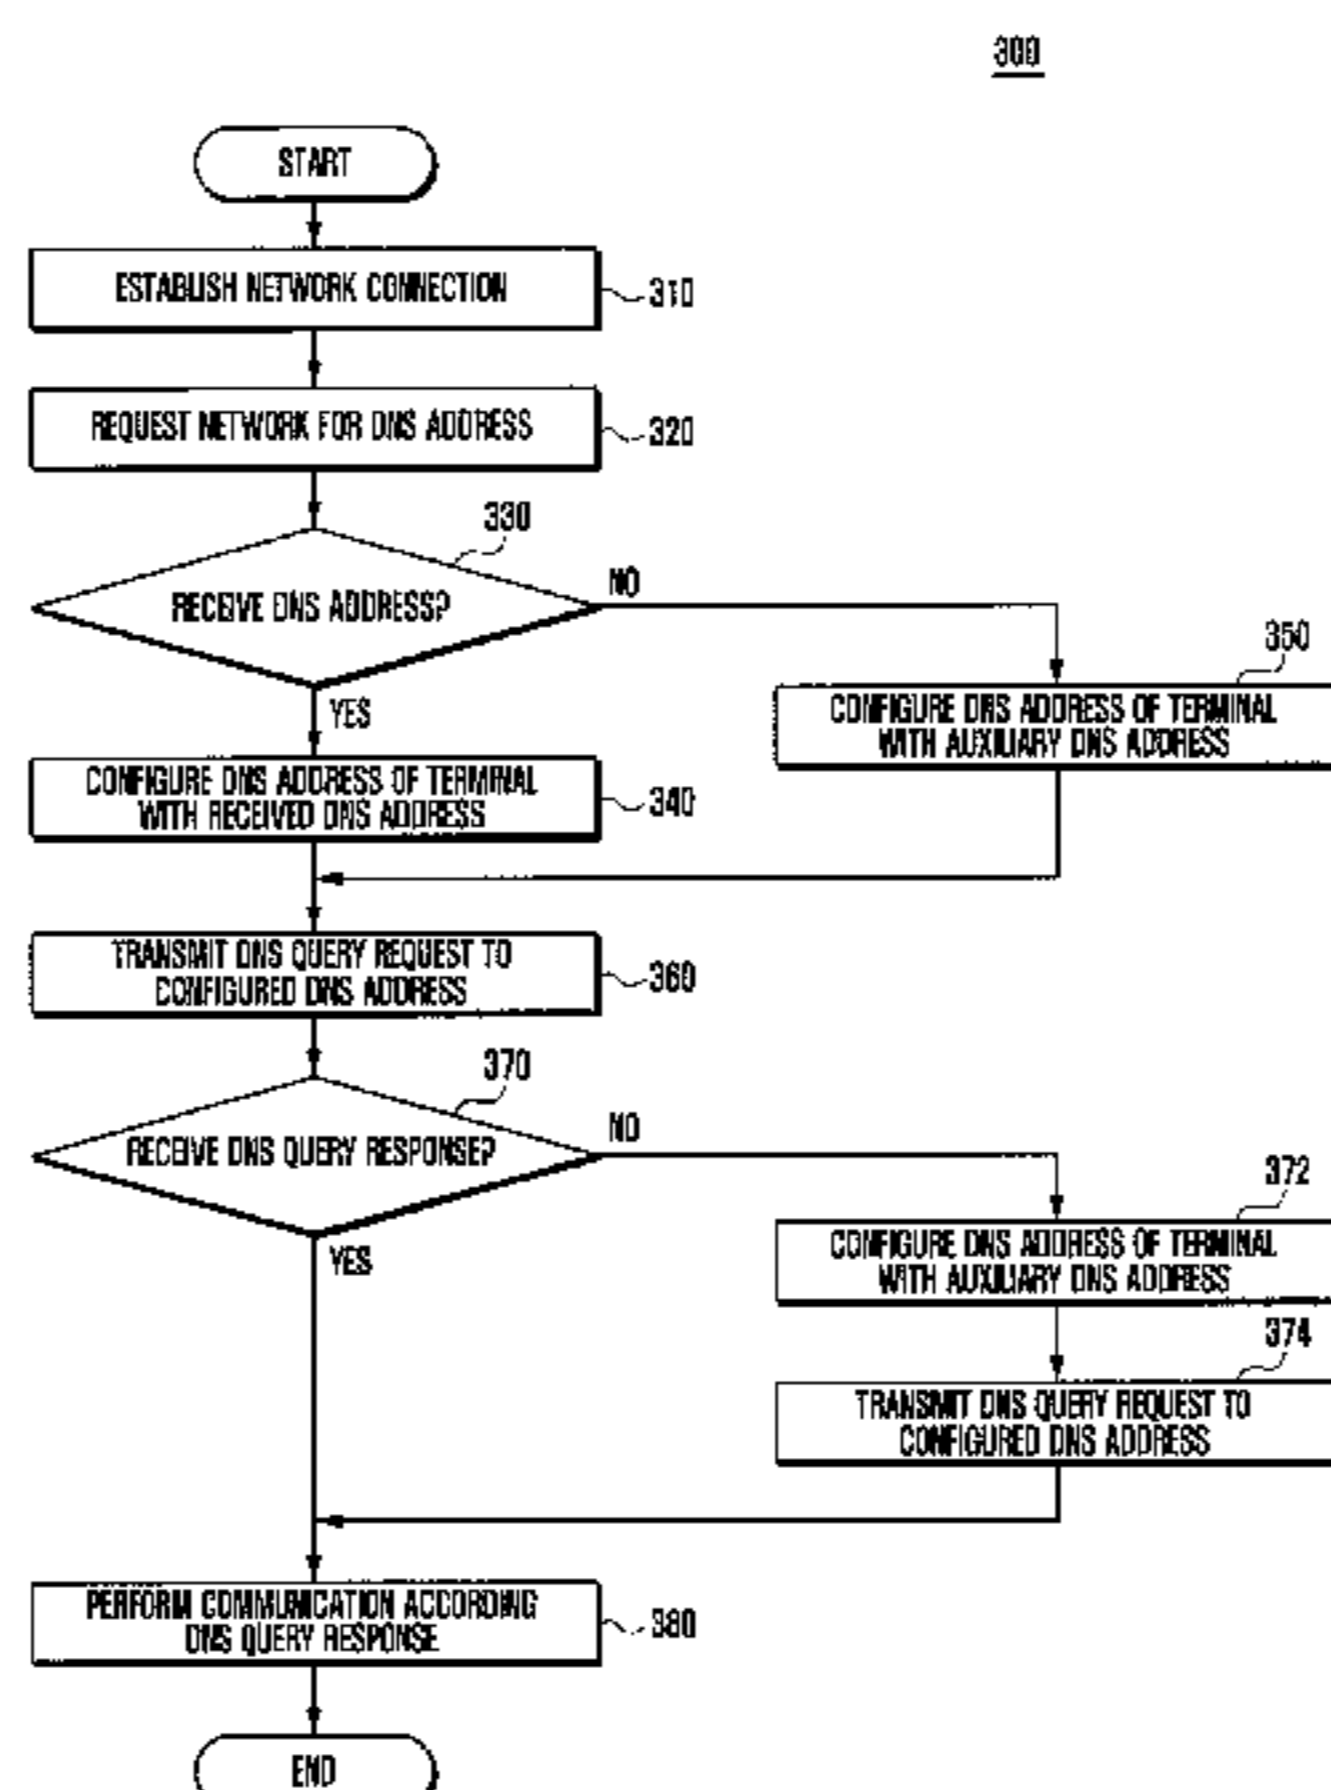 300
START
ESTABLISH NETWORK CONNECTION
310
REQUEST NETWORK FOR DNS ADDRESS
320
330
RECEIVE DNS ADDRESS?
NO
YES
350
CONFIGURE DNS ADDRESS OF TERMINAL
WITH AUXILIARY DNS ADDRESS
CONFIGURE DNS ADDRESS OF TERMINAL
WITH RECEIVED DNS ADDRESS
340
TRANSMIT DNS QUERY REQUEST TO
CONFIGURED DNS ADDRESS
360
370
RECEIVE DNS QUERY RESPONSE?
NO
YES
372
CONFIGURE DNS ADDRESS OF TERMINAL
WITH AUXILIARY DNS ADDRESS
374
TRANSMIT DNS QUERY REQUEST TO
CONFIGURED DNS ADDRESS
PERFORM COMMUNICATION ACCORDING
DNS QUERY RESPONSE
380
END